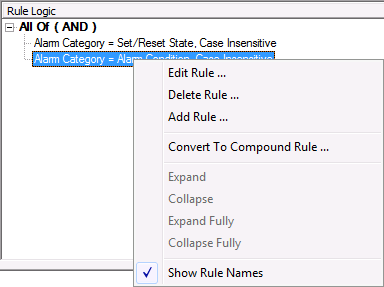 Rule Logic
All Of ( AND )
Alarm Category = Set/Reset State, Case Insensitive
Alarm Category = Alarm Condition, Case Insensitive
Edit Rule ...
Delete Rule ...
Add Rule ...
Convert To Compound Rule ...
Expand
Collapse
Expand Fully
Collapse Fully
Show Rule Names